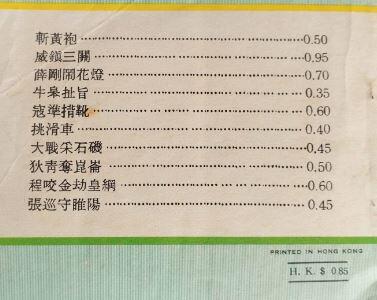 斬黃袍 0.50
威鎮三關 0.95
薛剛鬧花燈 0.70
牛皋扯旨 0.35
寇準揹靴 0.60
挑滑車 0.40
大戰采石磯 0.45
狄青奪崑崙 0.50
程咬金劫皇綱 0.60
張巡守睢陽 0.45
PRINTED IN HONG KONG
H. K. $ 0.85